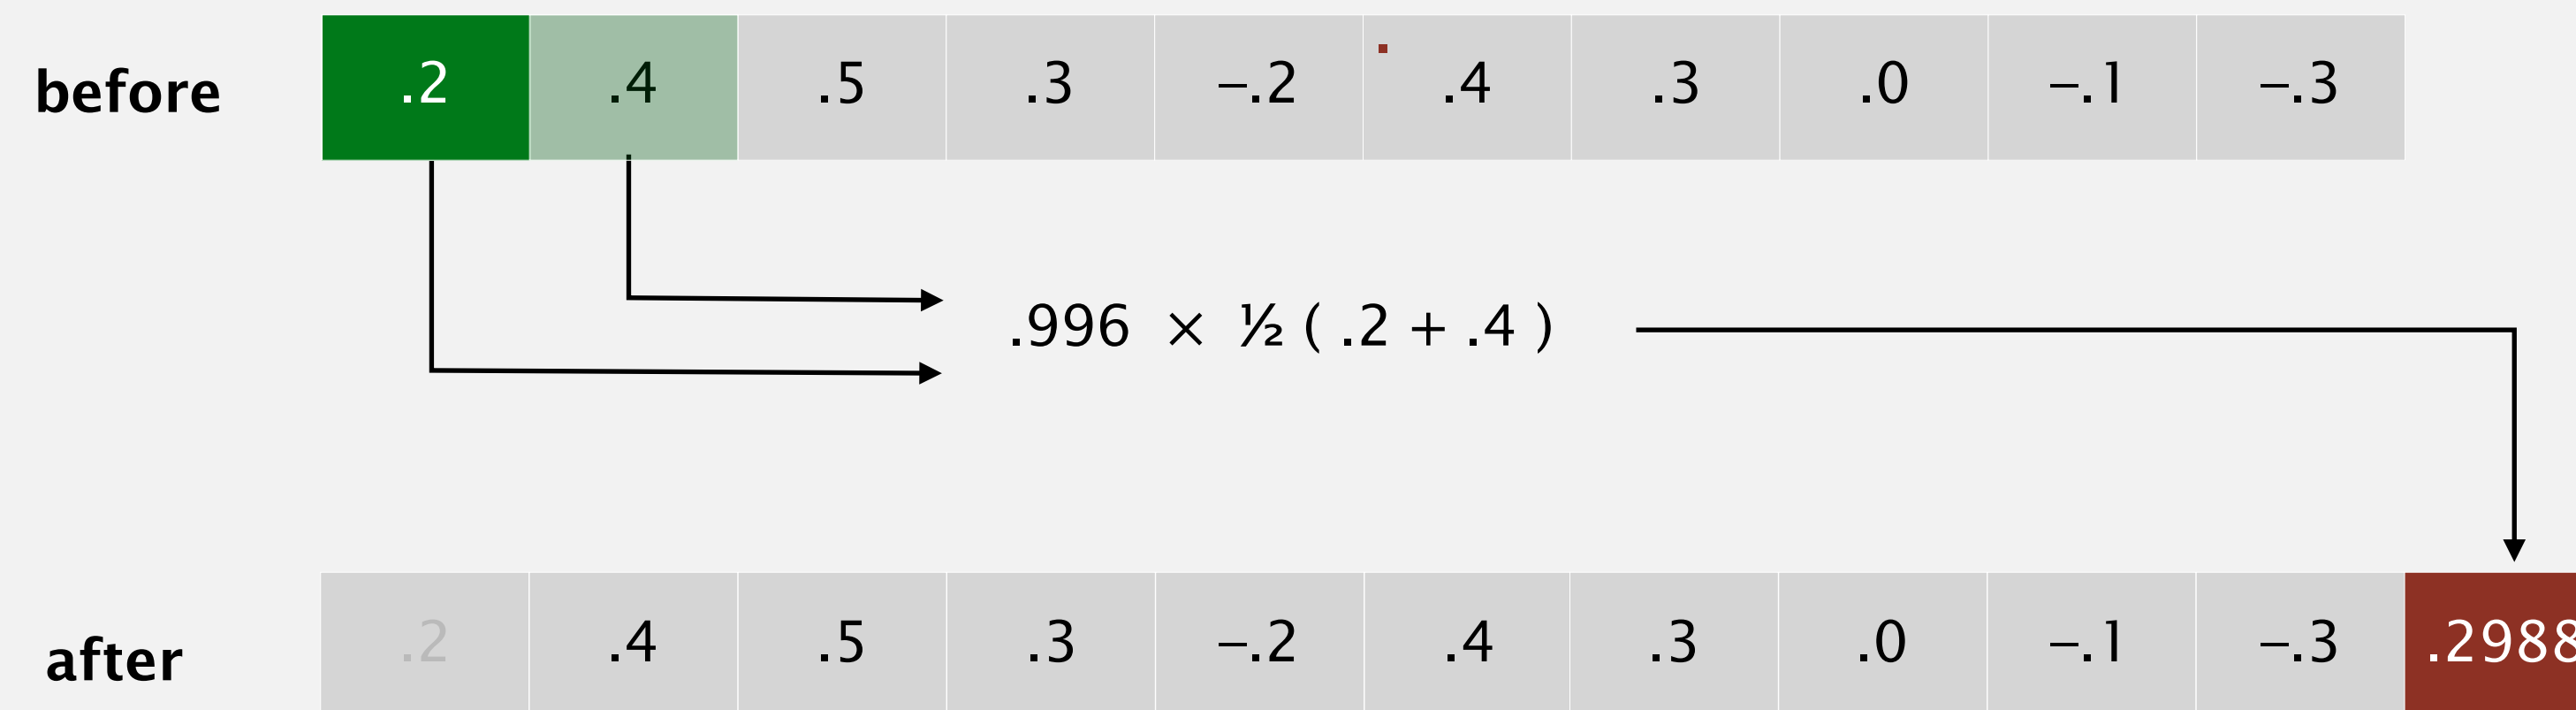 before .2 .4 .5 .3 –.2 .4 .3 .0 –.1 –.3
.996 × ½ ( .2 + .4 )
after .2 .4 .5 .3 –.2 .4 .3 .0 –.1 –.3 .2988